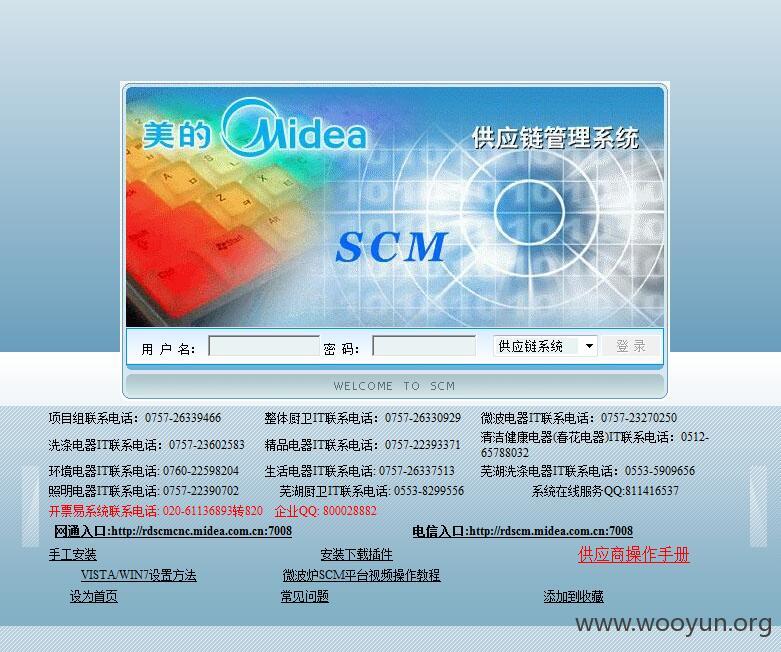 美的 Midea
供应链管理系统
SCM
用 户 名: 密 码: 供应链系统 登 录
WELCOME TO SCM
项目组联系电话: 0757-26339466 整体厨卫IT联系电话: 0757-26330929 微波电器IT联系电话: 0757-23270250
洗涤电器IT联系电话: 0757-23602583 精品电器IT联系电话: 0757-22393371 清洁健康电器(春花电器)IT联系电话: 0512-65788032
环境电器IT联系电话: 0760-22598204 生活电器IT联系电话: 0757-26337513 芜湖洗涤电器IT联系电话: 0553-5909656
照明电器IT联系电话: 0757-22390702 芜湖厨卫IT联系电话: 0553-8299556 系统在线服务QQ:811416537
开票易系统联系电话: 020-61136893转820 企业QQ: 800028882
网通入口:http://rdscmcnc.midea.com.cn:7008 电信入口:http://rdscm.midea.com.cn:7008
手工安装 安装下载插件 供应商操作手册
VISTA/WIN7设置方法 微波炉SCM平台视频操作教程
设为首页 常见问题 添加到收藏
www.wooyun.org